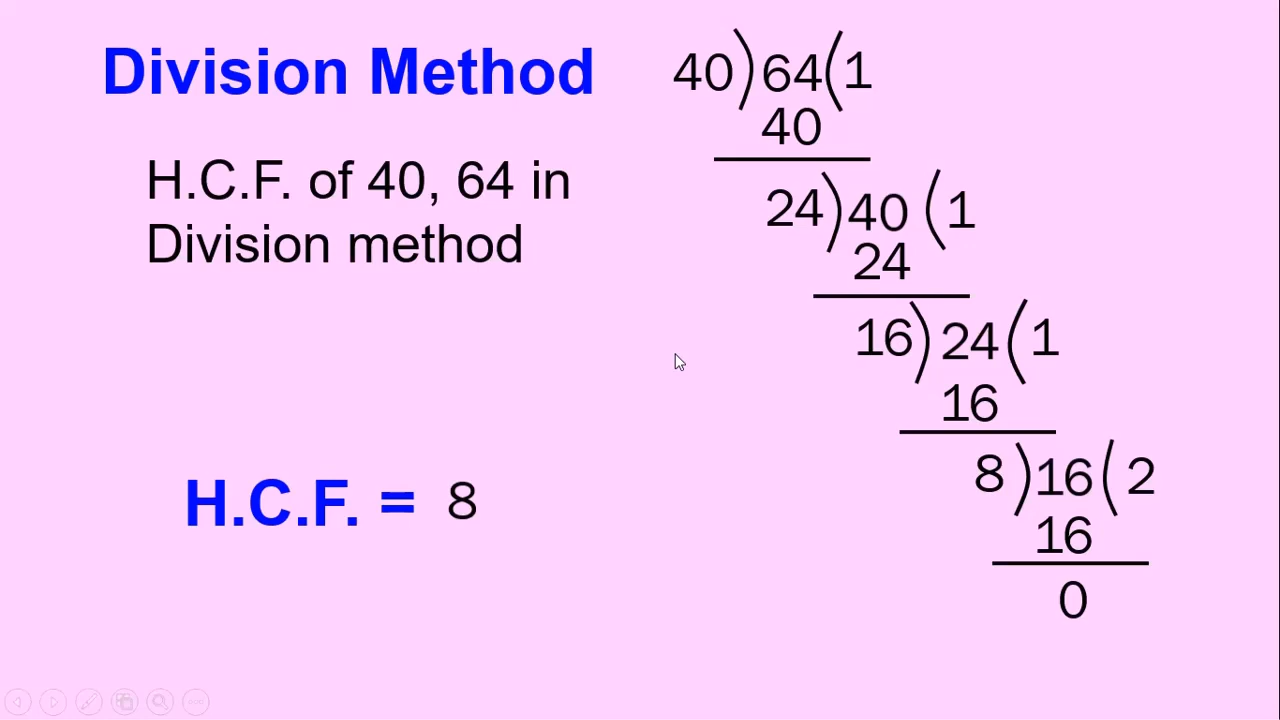 Division Method
H.C.F. of 40, 64 in
Division method
H.C.F. = 8
40)64(1
40
24)40(1
24
16)24(1
16
8)16(2
16
0